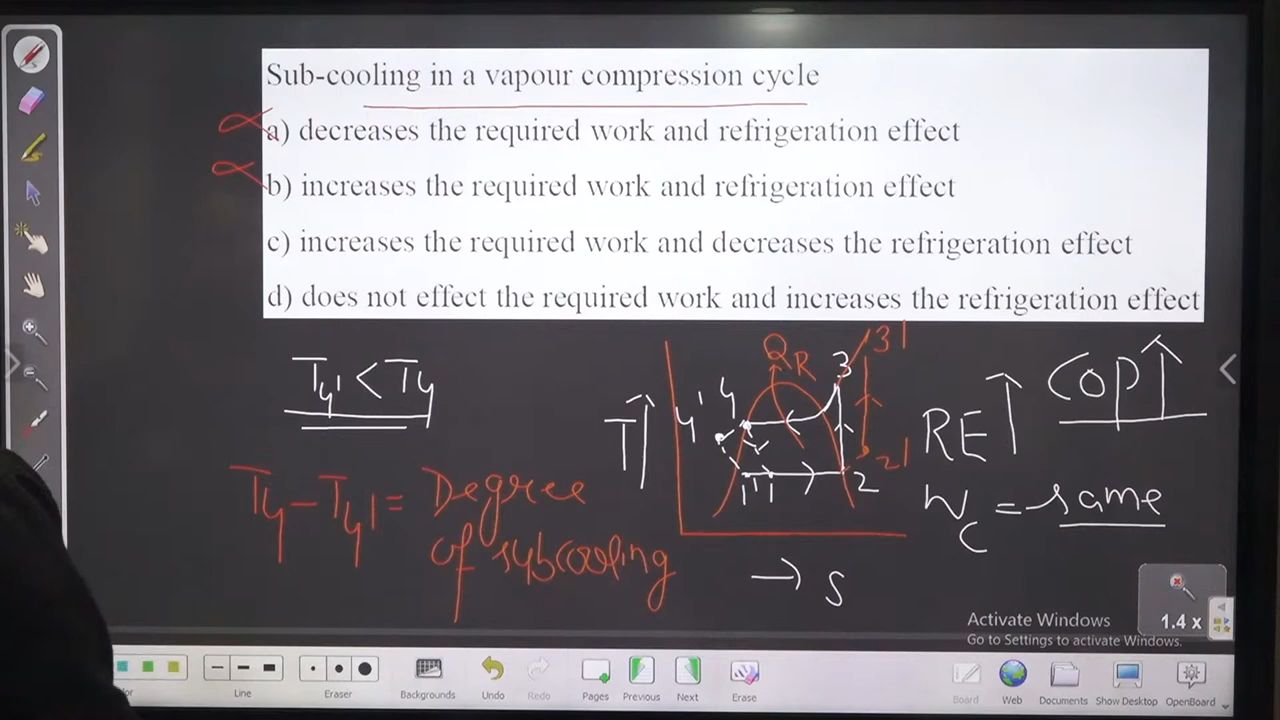 Sub-cooling in a vapour compression cycle
a) decreases the required work and refrigeration effect
b) increases the required work and refrigeration effect
c) increases the required work and decreases the refrigeration effect
d) does not effect the required work and increases the refrigeration effect
T4' < T4
T4 - T4' = Degree of subcooling
T
4'
4
QR
3
3'
1'
1
2
2'
→ S
RE ↑
COP ↑
Wc = same
Activate Windows
Go to Settings to activate Windows.
1.4 x
Line
Eraser
Backgrounds
Undo
Redo
Pages
Previous
Next
Erase
Board
Web
Documents
Show Desktop
OpenBoard